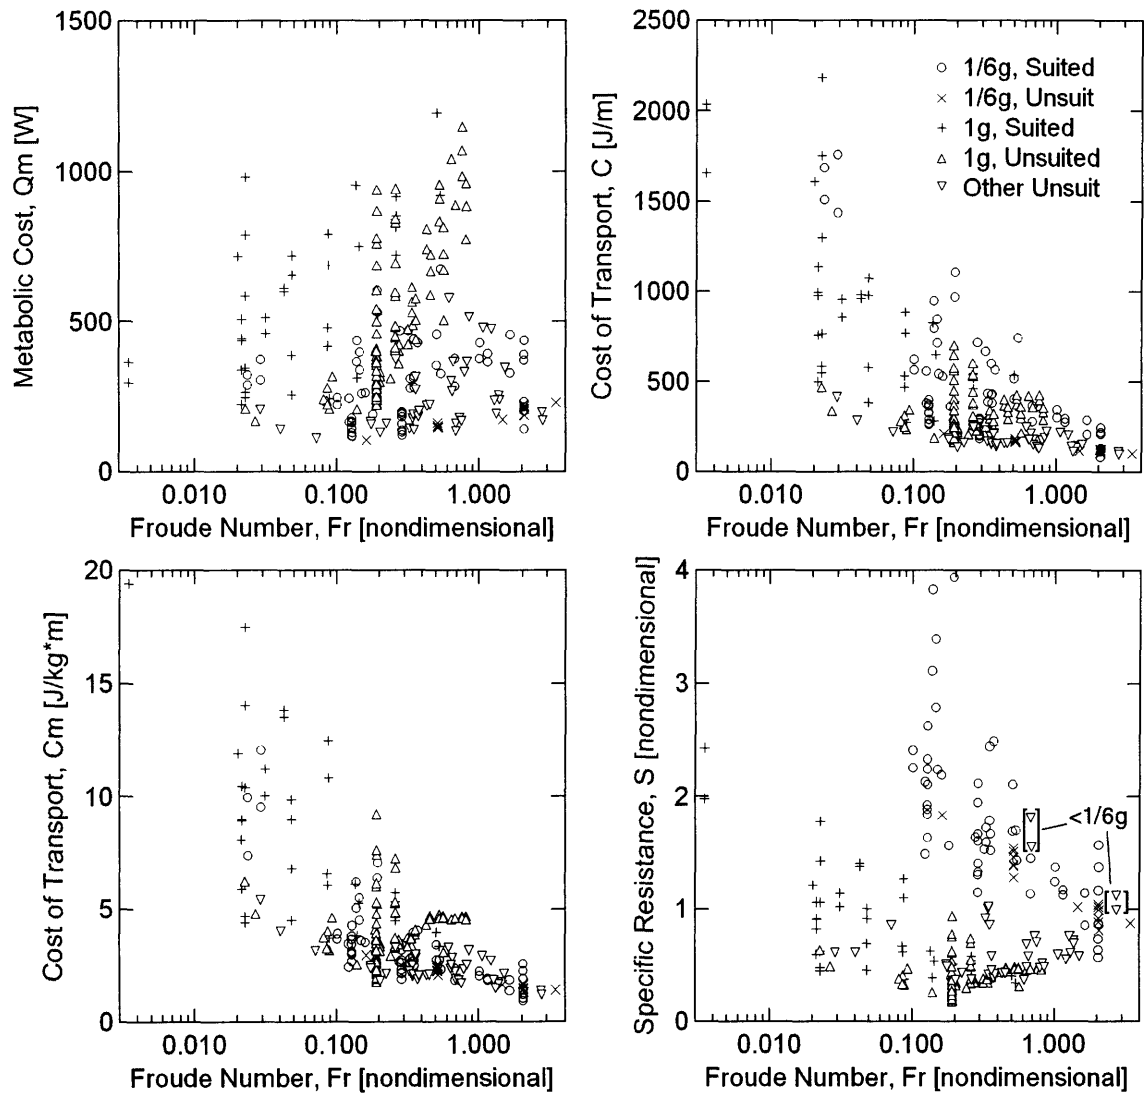 Metabolic Cost, Qm [W]
1500
1000
500
0
0.010 0.100 1.000
Froude Number, Fr [nondimensional]
Cost of Transport, C [J/m]
2500
2000
1500
1000
500
0
1/6g, Suited
1/6g, Unsuit
1g, Suited
1g, Unsuited
Other Unsuit
0.010 0.100 1.000
Froude Number, Fr [nondimensional]
Cost of Transport, Cm [J/kg*m]
20
15
10
5
0
0.010 0.100 1.000
Froude Number, Fr [nondimensional]
Specific Resistance, S [nondimensional]
4
3
2
1
0
<1/6g
0.010 0.100 1.000
Froude Number, Fr [nondimensional]